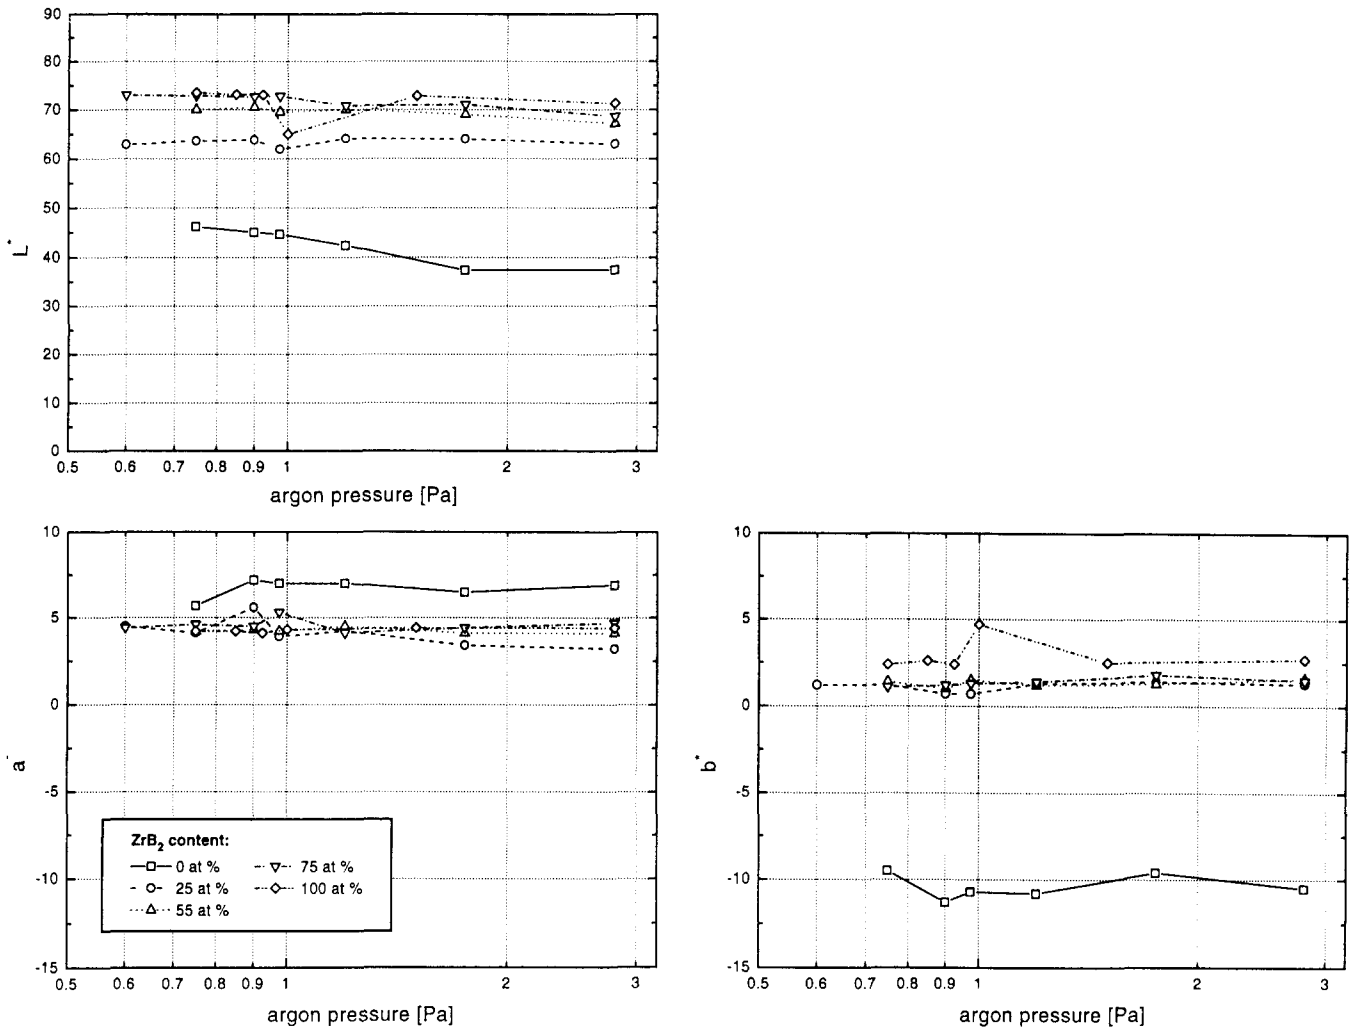 90
80
70
60
50
40
30
20
10
0
L*
0.5 0.6 0.7 0.8 0.9 1 2 3
argon pressure [Pa]
10
5
0
-5
-10
-15
a
ZrB₂ content:
0 at % 75 at %
25 at % 100 at %
55 at %
0.5 0.6 0.7 0.8 0.9 1 2 3
argon pressure [Pa]
10
5
0
-5
-10
-15
b*
0.5 0.6 0.7 0.8 0.9 1 2 3
argon pressure [Pa]